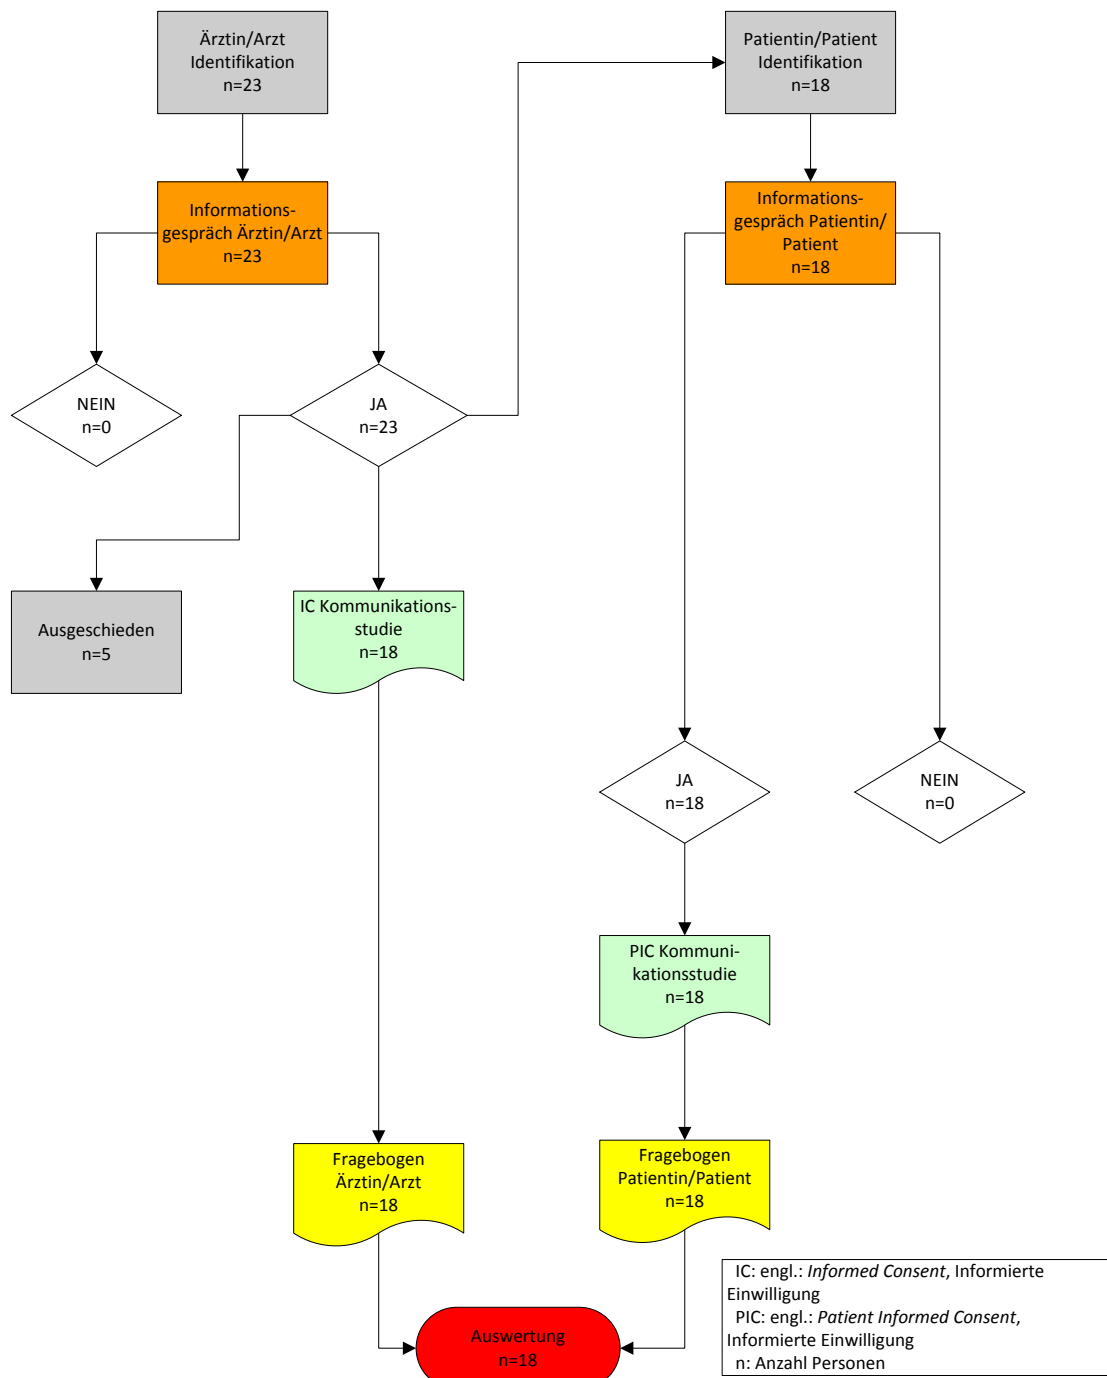 Ärztin/Arzt
Identifikation
n=23
Patientin/Patient
Identifikation
n=18
Informations-
gespräch Ärztin/Arzt
n=23
Informations-
gespräch Patientin/
Patient
n=18
NEIN
n=0
JA
n=23
Ausgeschieden
n=5
IC Kommunikations-
studie
n=18
JA
n=18
NEIN
n=0
PIC Kommuni-
kationsstudie
n=18
Fragebogen
Ärztin/Arzt
n=18
Fragebogen
Patientin/Patient
n=18
Auswertung
n=18
IC: engl.: Informed Consent, Informierte
Einwilligung
PIC: engl.: Patient Informed Consent,
Informierte Einwilligung
n: Anzahl Personen